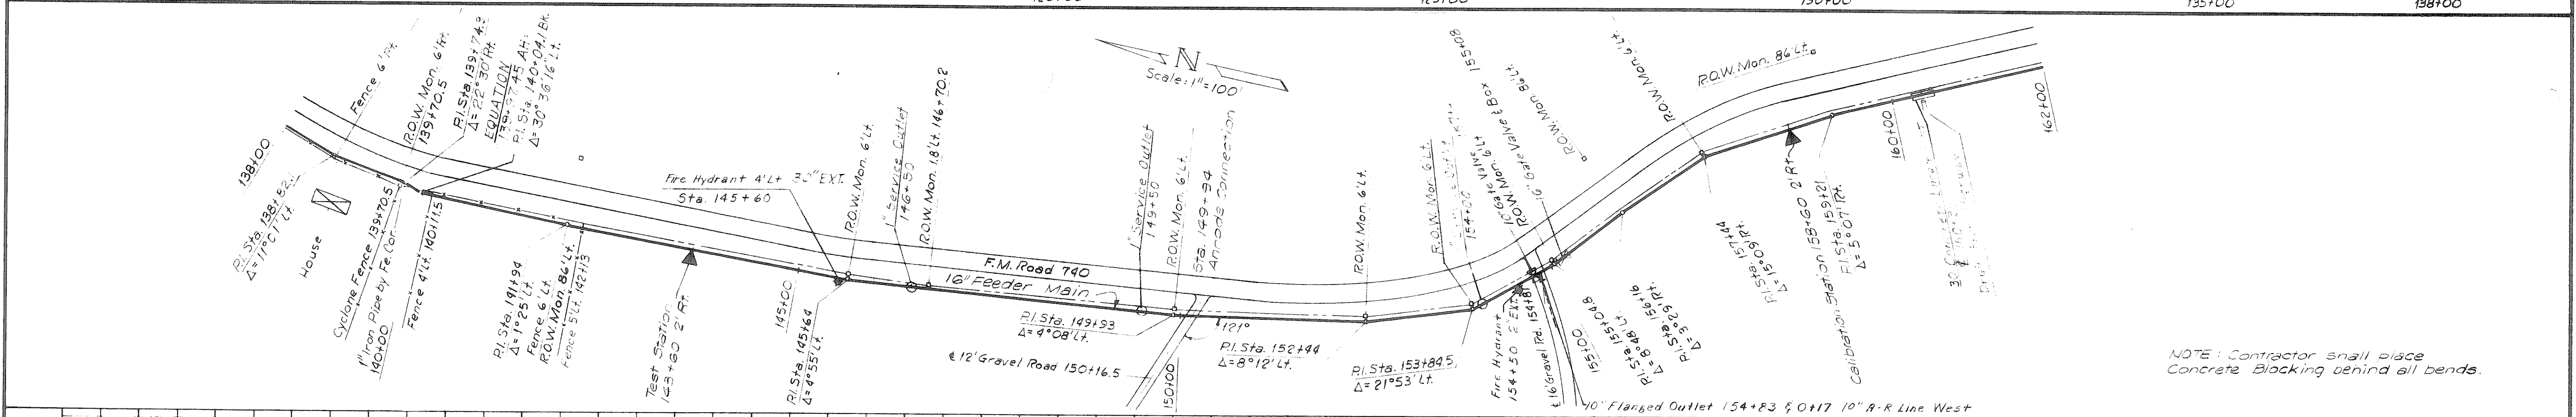 130+00
135+00
138+00
N
Scale: 1"=100'
138+00
Fence 6' Rt.
R.O.W. Mon. 6' Rt.
139+70.5
P.I. Sta. 139+74.9
Δ=22°30' Rt.
EQUATION
P.I. Sta. 140+04.1 BK.
Δ=30°36'16" Lt.
P.I. Sta. 138+82
Δ=11°01' Lt.
House
Cyclone Fence 139+70.5
1" Iron Pipe by Fe. Cor.
140+00
Fence 4' Lt. 140+11.5
P.I. Sta. 141+94
Δ=1°25' Lt.
Fence 6' Lt.
R.O.W. Mon. 86' Lt.
Fence 5' Lt. 142+13
Test Station
143+60 2' Rt.
Fire Hydrant 4' Lt 30" EXT.
Sta. 145+60
145+00
P.I. Sta. 145+64
Δ=4°55' Lt.
R.O.W. Mon. 6' Lt.
1" Service Outlet
146+50
R.O.W. Mon. 1.8' Lt. 146+70.2
F.M. Road 740
16" Feeder Main
1" Service Outlet
149+50
R.O.W. Mon. 6' Lt.
Sta. 149+94
Annode Connection
P.I. Sta. 149+93
Δ=4°08' Lt.
℄ 12' Gravel Road 150+16.5
150+00
121°
P.I. Sta. 152+44
Δ=8°12' Lt.
R.O.W. Mon. 6' Lt.
P.I. Sta. 153+84.5
Δ=21°53' Lt.
R.O.W. Mon. 6' Lt.
154+00
10" Gate Valve
R.O.W. Mon. 6' Lt
16" Gate Valve & Box 155+08
R.O.W. Mon. 86' Lt.
Fire Hydrant
154+50 2' EXT.
℄ 16' Gravel Rd. 154+81
155+00
P.I. Sta. 155+04.8
Δ=8°48' Lt.
P.I. Sta. 156+16
Δ=3°29' Rt.
10" Flanged Outlet 154+83 & 0+17 10" A-R Line West
R.O.W. Mon. 6' Lt.
R.O.W. Mon. 86' Lt.
P.I. Sta. 157+44
Δ=15°09' Rt.
Calibration Station 158+60 2' Rt
P.I. Sta. 159+21
Δ=5°07' Rt.
160+00
162+00
NOTE: Contractor shall place
Concrete Blocking behind all bends.